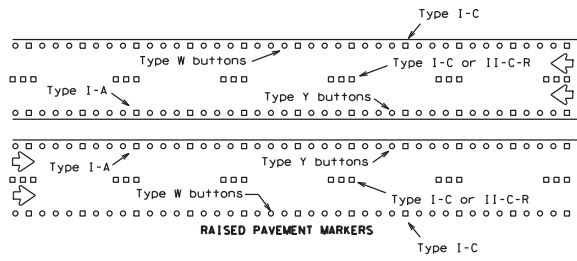 Type I-C
Type W buttons
Type I-C or II-C-R
Type I-A
Type Y buttons
Type I-A
Type Y buttons
Type W buttons
Type I-C or II-C-R
RAISED PAVEMENT MARKERS
Type I-C